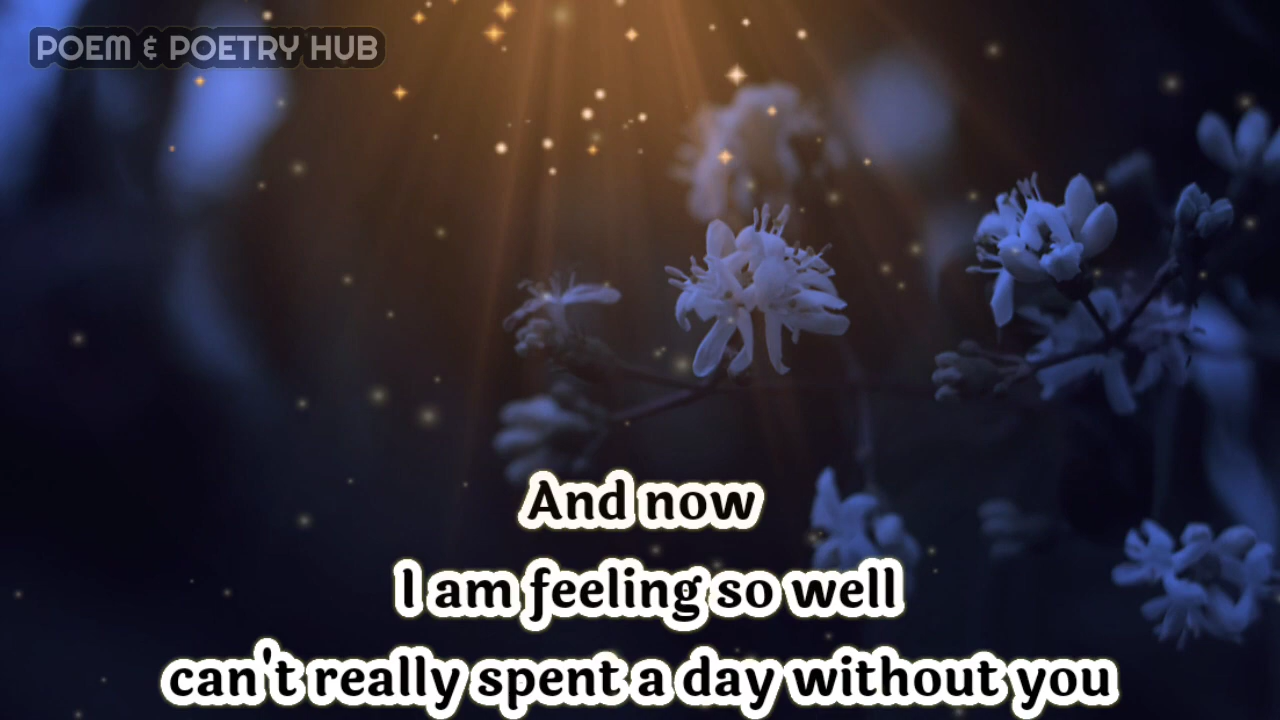 POEM & POETRY HUB
And now
I am feeling so well
can't really spent a day without you